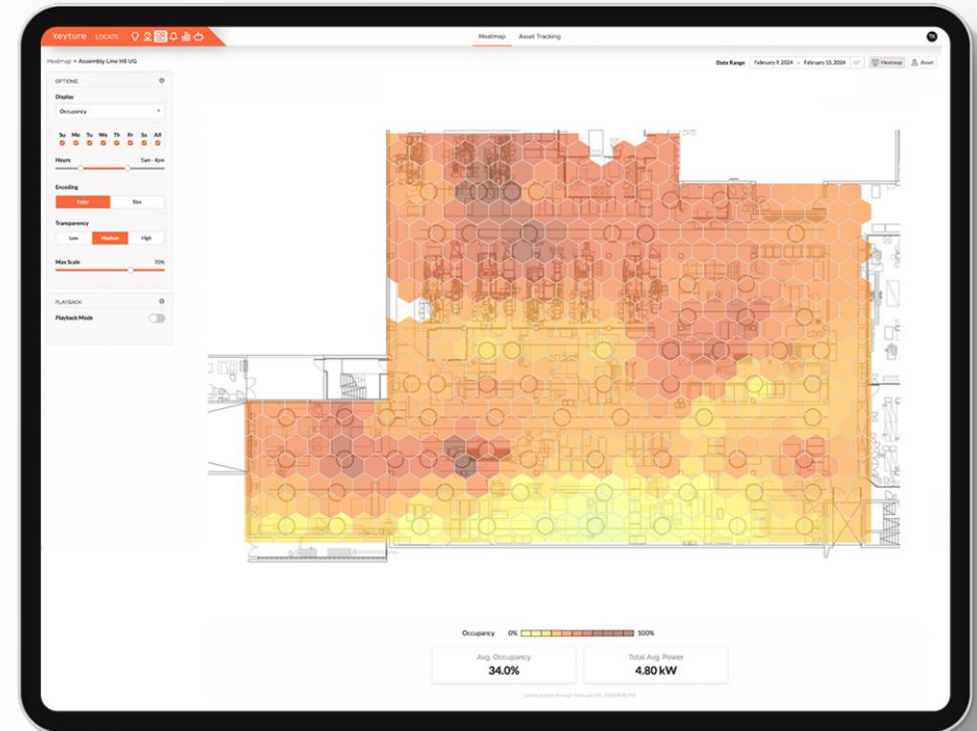 keyture LOCATE
Heatmap Asset Tracking
TK
Heatmap > Assembly Line H8 UG
Date Range February 9, 2024 - February 15, 2024 Heatmap Asset
OPTIONS
Display
Occupancy
Su Mo Tu We Th Fr Sa All
Hours 5am - 4pm
Encoding
Color Size
Transparency
Low Medium High
Max Scale 70%
PLAYBACK
Playback Mode
Occupancy 0% 100%
Avg. Occupancy Total Avg. Power
34.0% 4.80 kW